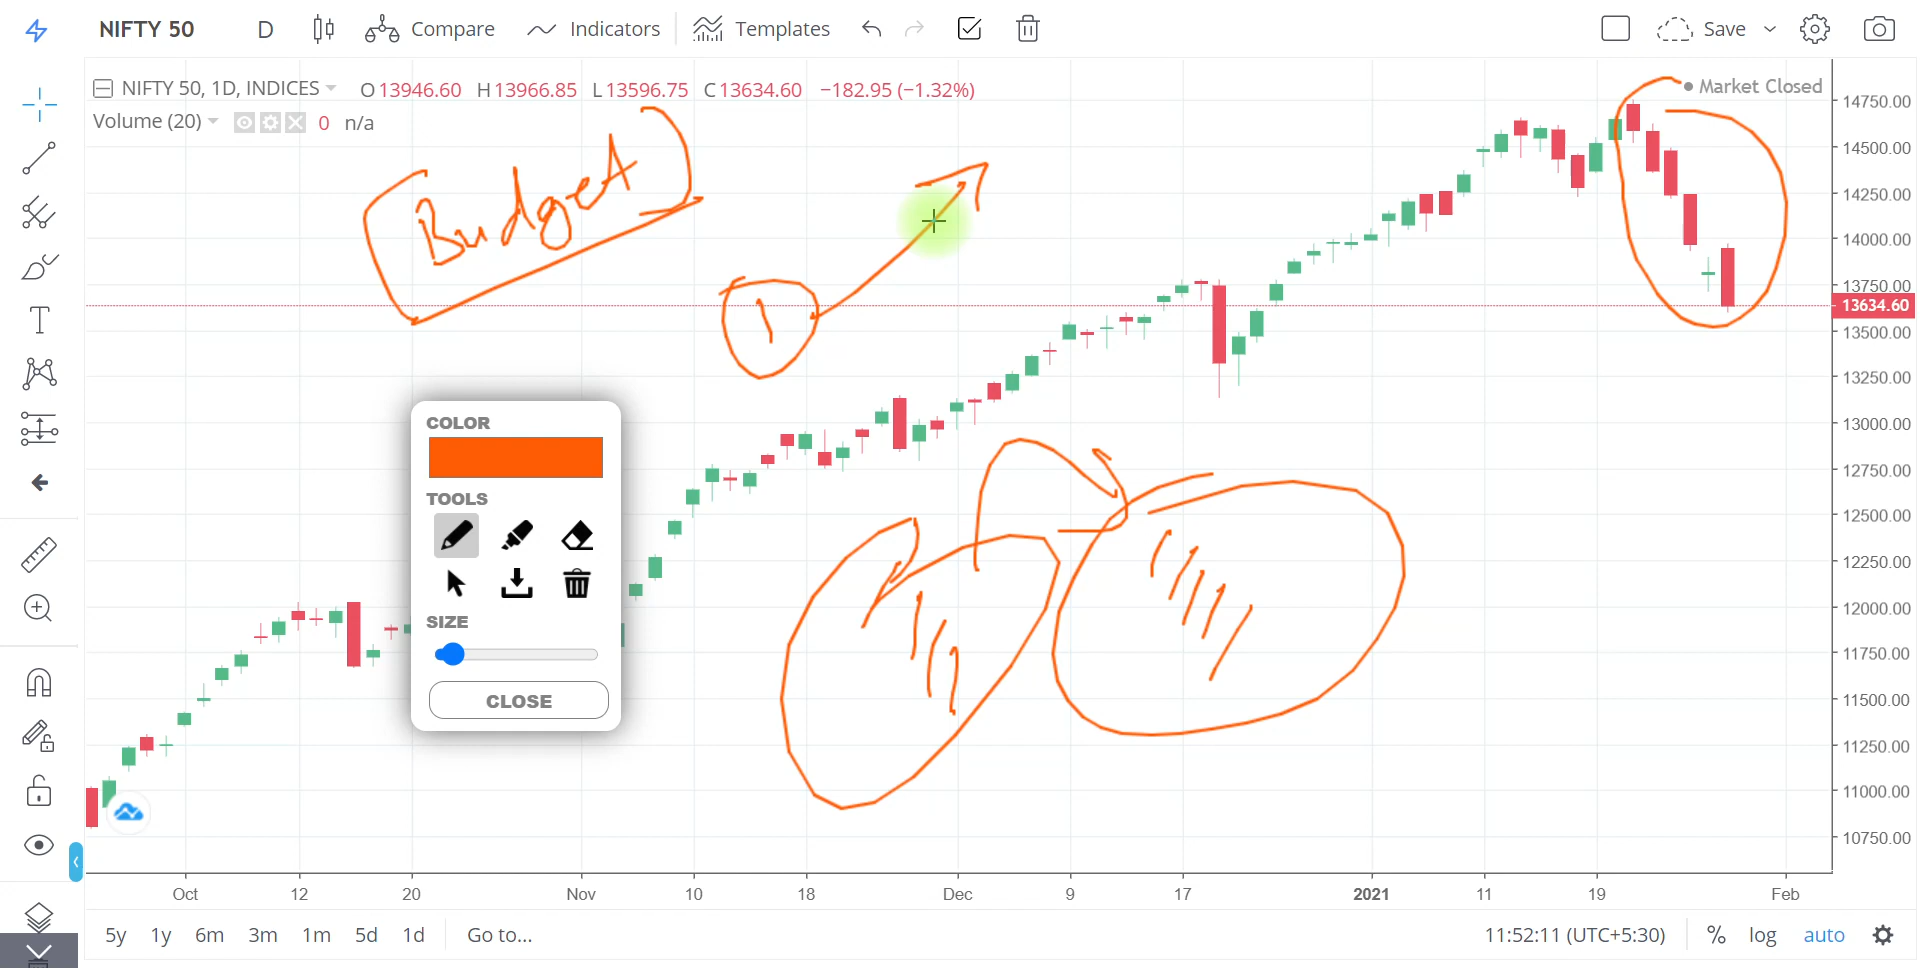 NIFTY 50 D Compare Indicators Templates Save
NIFTY 50, 1D, INDICES O13946.60 H13966.85 L13596.75 C13634.60 −182.95 (−1.32%) Market Closed
Volume (20) 0 n/a
Budget
1
14750.00
14500.00
14250.00
14000.00
13750.00
13634.60
13500.00
13250.00
13000.00
12750.00
12500.00
12250.00
12000.00
11750.00
11500.00
11250.00
11000.00
10750.00
COLOR
TOOLS
SIZE
CLOSE
Oct 12 20 Nov 10 18 Dec 9 17 2021 11 19 Feb
5y 1y 6m 3m 1m 5d 1d Go to... 11:52:11 (UTC+5:30) % log auto